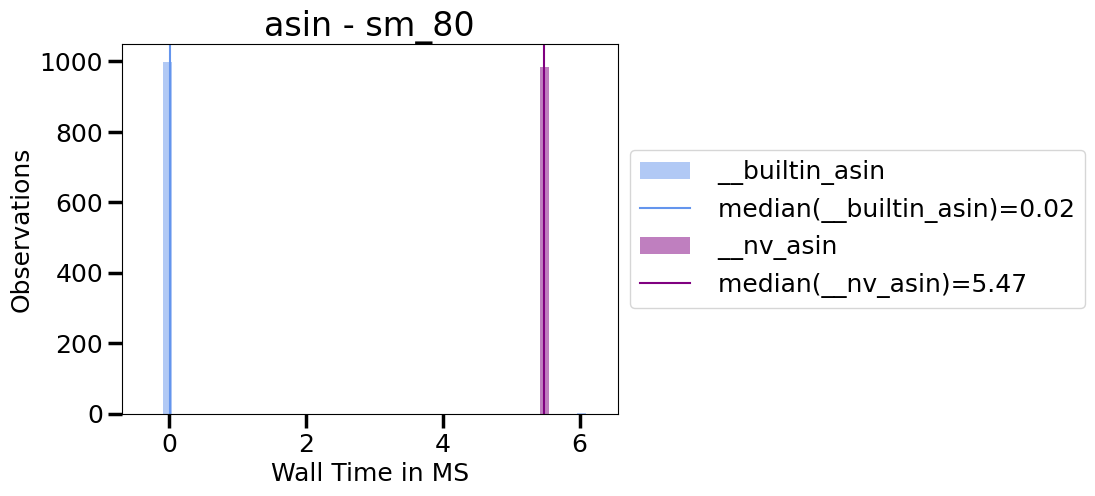 asin - sm_80
1000
800
600
400
200
0
Observations
0 2 4 6
Wall Time in MS
__builtin_asin
median(__builtin_asin)=0.02
__nv_asin
median(__nv_asin)=5.47